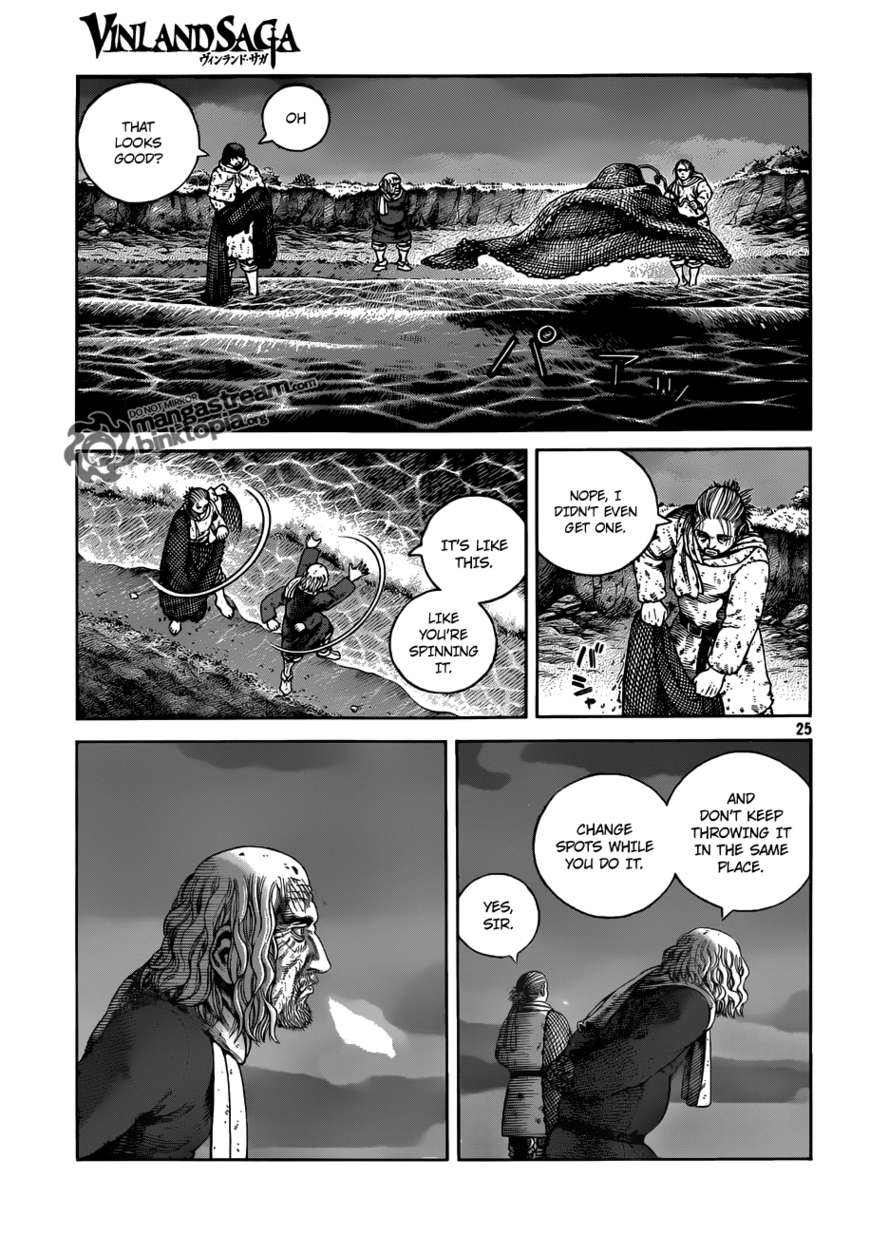 VINLAND SAGA
ヴィンランド・サガ
OH
THAT
LOOKS
GOOD?
パ
ア
ッ
DO NOT MIRROR
mangastream.com
binktopia.org
NOPE, I
DIDN'T EVEN
GET ONE.
バ
シャ
IT'S LIKE
THIS.
LIKE
YOU'RE
SPINNING
IT.
25
AND
DON'T KEEP
THROWING IT
IN THE SAME
PLACE.
CHANGE
SPOTS WHILE
YOU DO IT.
YES,
SIR.